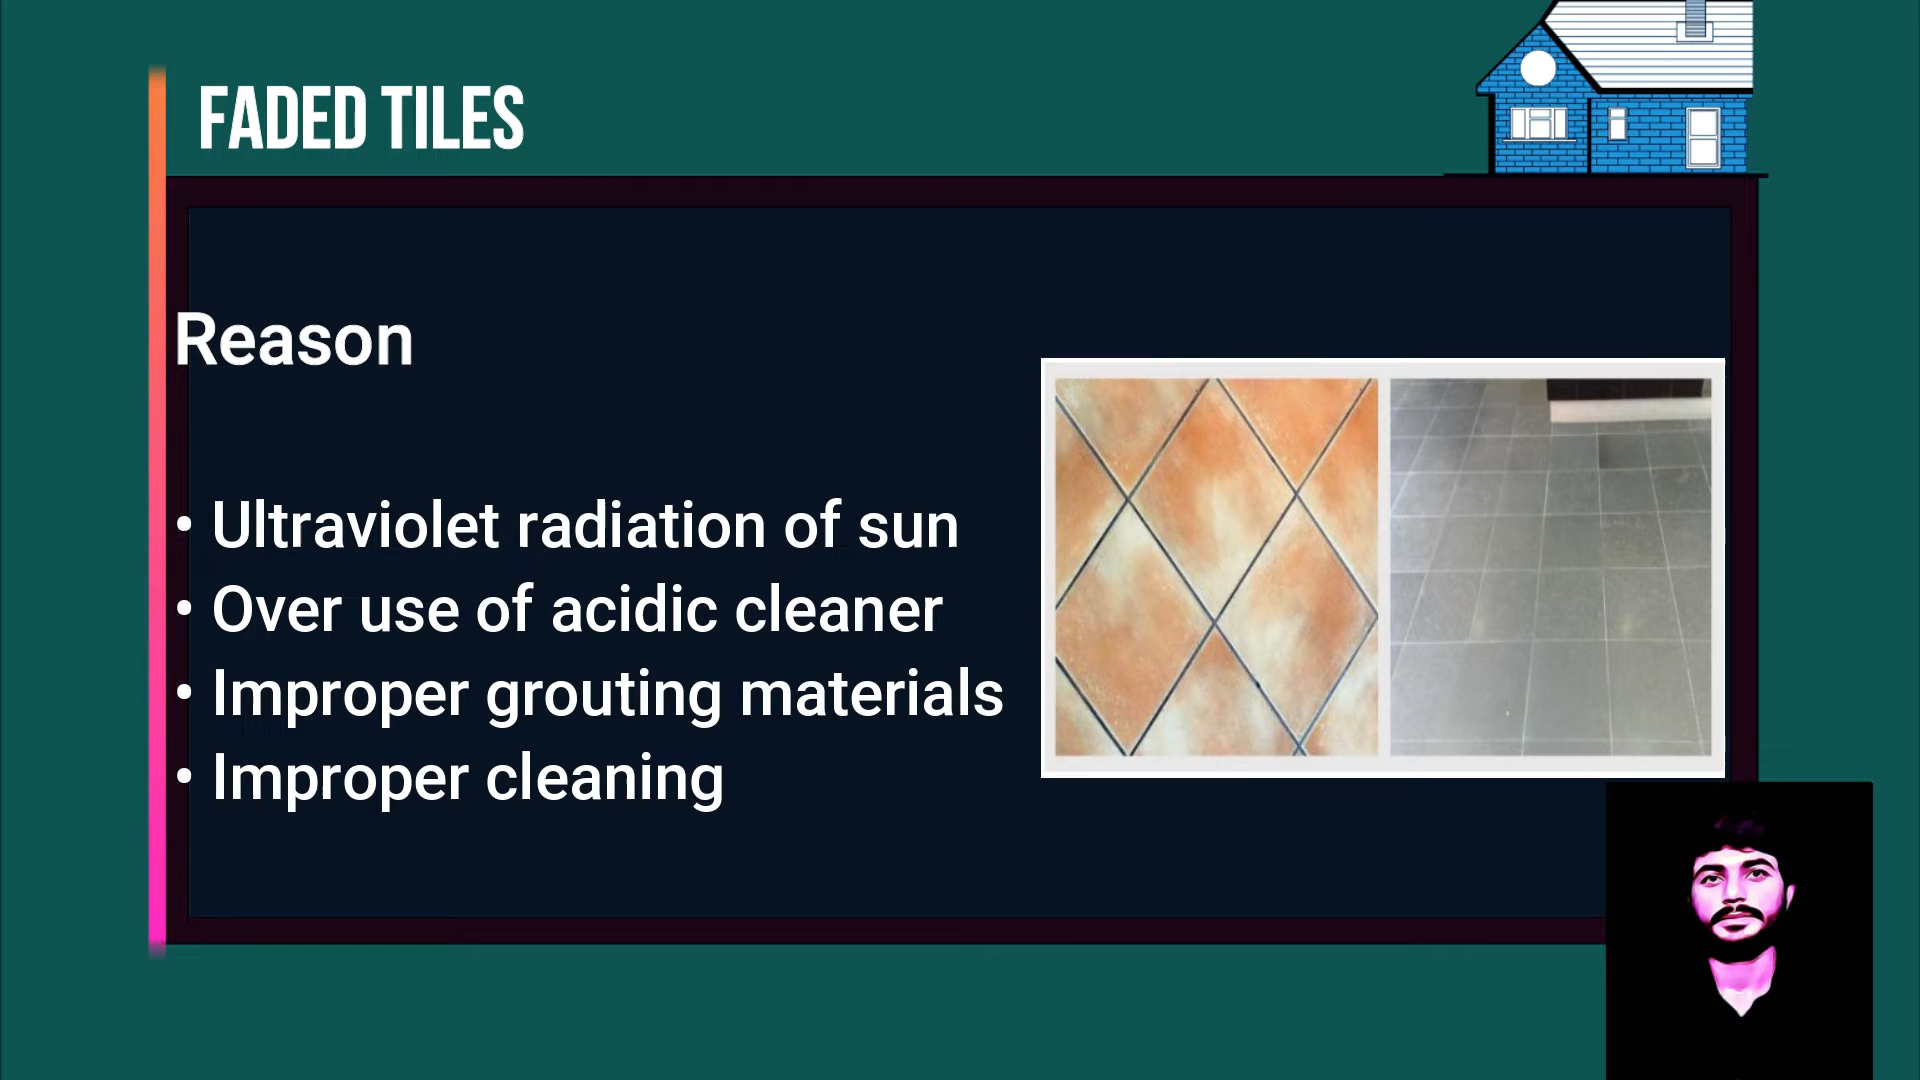 FADED TILES
Reason
• Ultraviolet radiation of sun
• Over use of acidic cleaner
• Improper grouting materials
• Improper cleaning